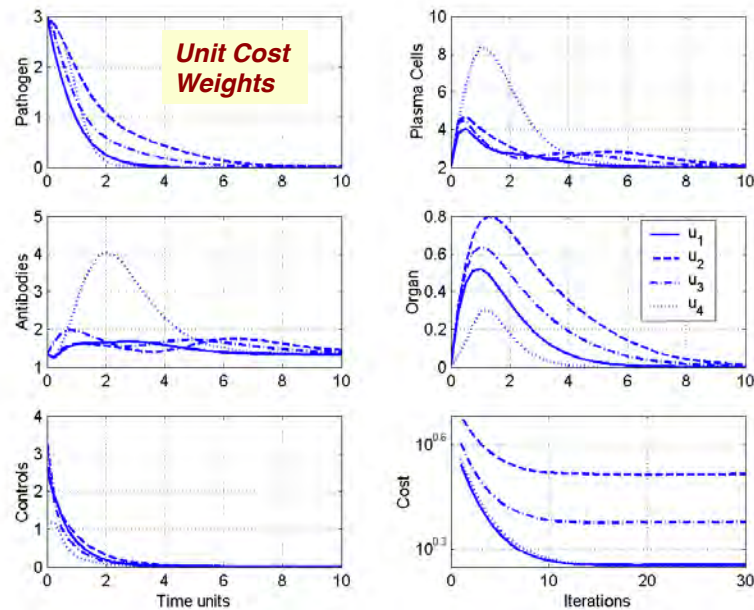 3
2
1
0
0 2 4 6 8 10
Pathogen
Unit Cost
Weights
10
8
6
4
2
0 2 4 6 8 10
Plasma Cells
5
4
3
2
1
0 2 4 6 8 10
Antibodies
0.8
0.6
0.4
0.2
0
0 2 4 6 8 10
Organ
u1
u2
u3
u4
4
3
2
1
0
0 2 4 6 8 10
Controls
Time units
10^0.6
10^0.3
0 10 20 30
Cost
Iterations